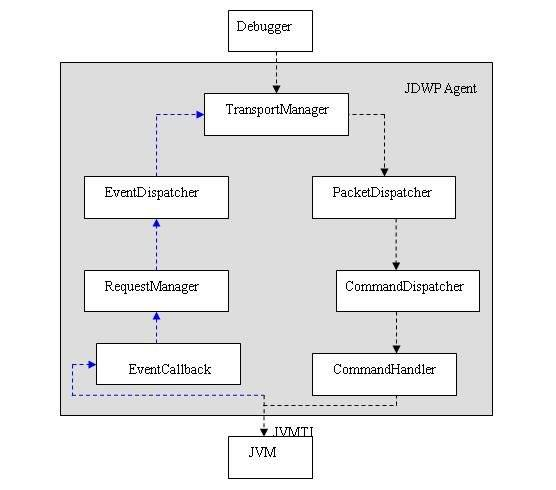 Debugger
JDWP Agent
TransportManager
EventDispatcher
PacketDispatcher
RequestManager
CommandDispatcher
EventCallback
CommandHandler
JVMTI
JVM